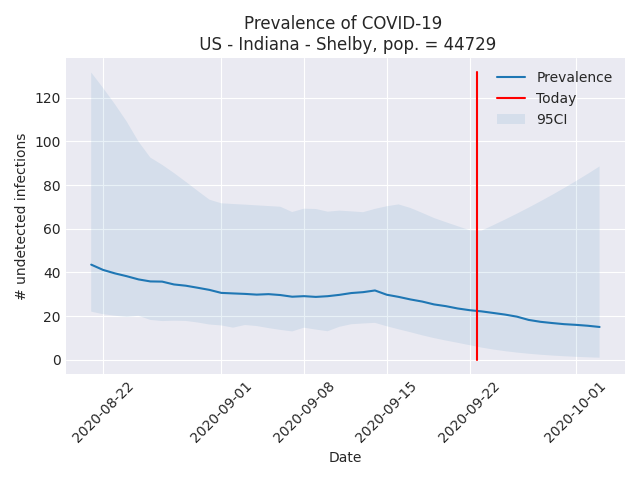 Prevalence of COVID-19
US - Indiana - Shelby, pop. = 44729
Prevalence
Today
95CI
# undetected infections
120
100
80
60
40
20
0
2020-08-22
2020-09-01
2020-09-08
2020-09-15
2020-09-22
2020-10-01
Date